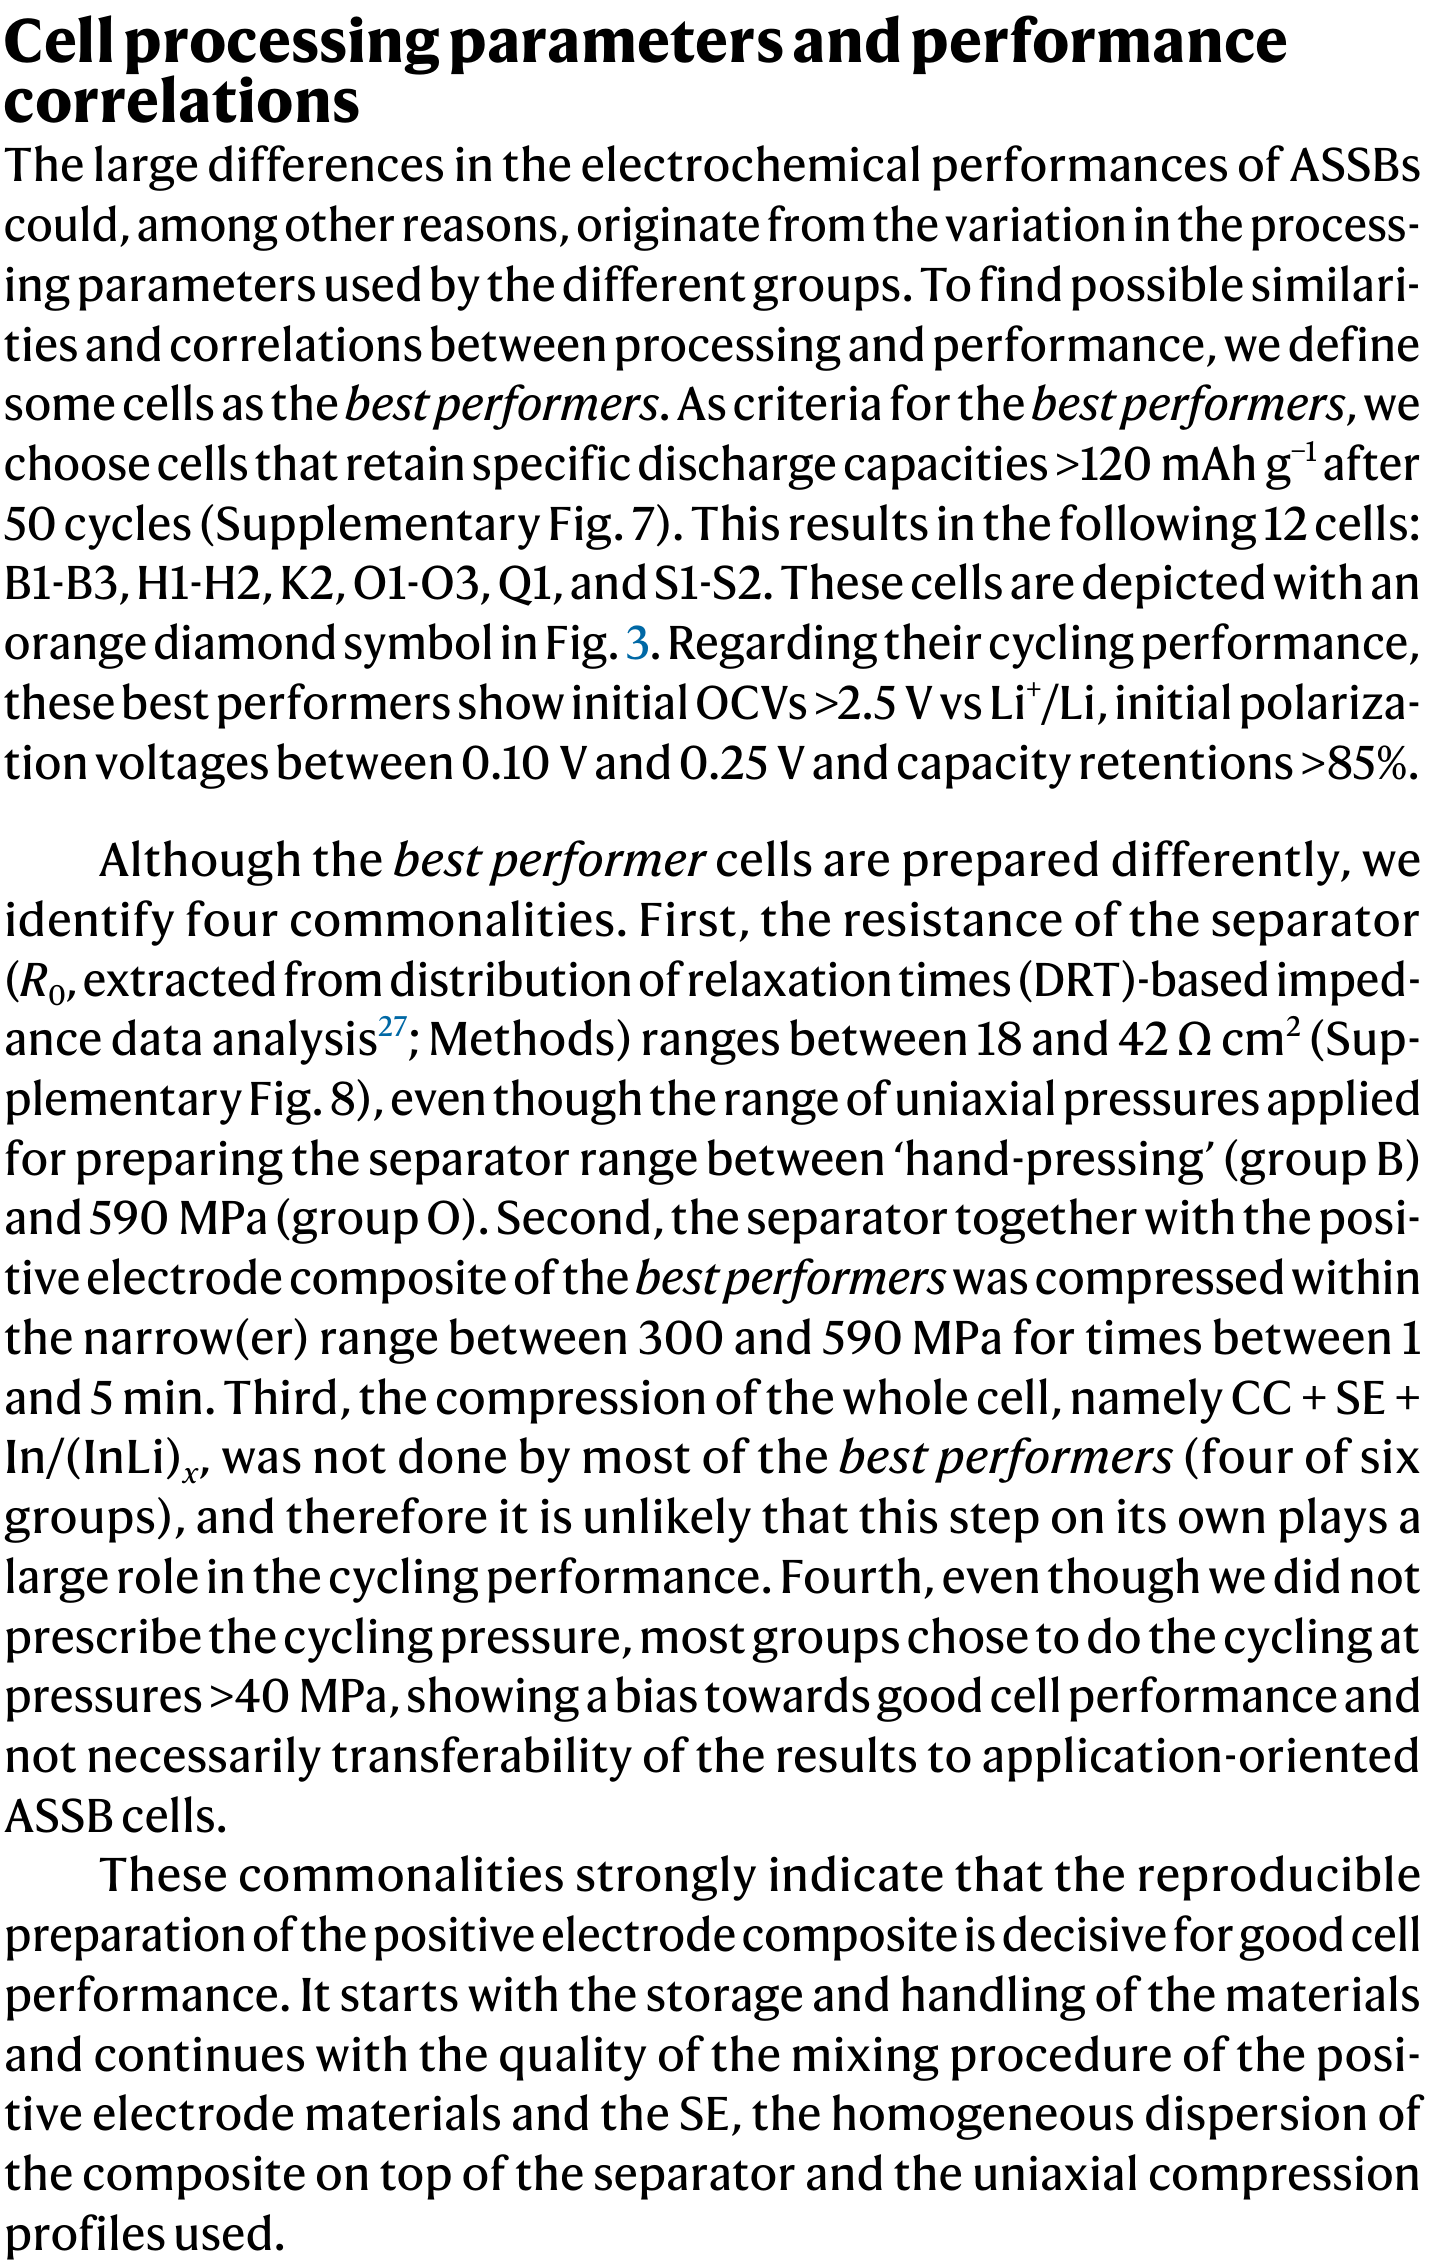 Cell processing parameters and performance
correlations
The large differences in the electrochemical performances of ASSBs
could, among other reasons, originate from the variation in the process-
ing parameters used by the different groups. To find possible similari-
ties and correlations between processing and performance, we define
some cells as the best performers. As criteria for the best performers, we
choose cells that retain specific discharge capacities >120 mAh g⁻¹ after
50 cycles (Supplementary Fig. 7). This results in the following 12 cells:
B1-B3, H1-H2, K2, O1-O3, Q1, and S1-S2. These cells are depicted with an
orange diamond symbol in Fig. 3. Regarding their cycling performance,
these best performers show initial OCVs >2.5 V vs Li⁺/Li, initial polariza-
tion voltages between 0.10 V and 0.25 V and capacity retentions >85%.
Although the best performer cells are prepared differently, we
identify four commonalities. First, the resistance of the separator
(R₀, extracted from distribution of relaxation times (DRT)-based imped-
ance data analysis²⁷; Methods) ranges between 18 and 42 Ω cm² (Sup-
plementary Fig. 8), even though the range of uniaxial pressures applied
for preparing the separator range between ‘hand-pressing’ (group B)
and 590 MPa (group O). Second, the separator together with the posi-
tive electrode composite of the best performers was compressed within
the narrow(er) range between 300 and 590 MPa for times between 1
and 5 min. Third, the compression of the whole cell, namely CC + SE +
In/(InLi)ₓ, was not done by most of the best performers (four of six
groups), and therefore it is unlikely that this step on its own plays a
large role in the cycling performance. Fourth, even though we did not
prescribe the cycling pressure, most groups chose to do the cycling at
pressures >40 MPa, showing a bias towards good cell performance and
not necessarily transferability of the results to application-oriented
ASSB cells.
These commonalities strongly indicate that the reproducible
preparation of the positive electrode composite is decisive for good cell
performance. It starts with the storage and handling of the materials
and continues with the quality of the mixing procedure of the posi-
tive electrode materials and the SE, the homogeneous dispersion of
the composite on top of the separator and the uniaxial compression
profiles used.